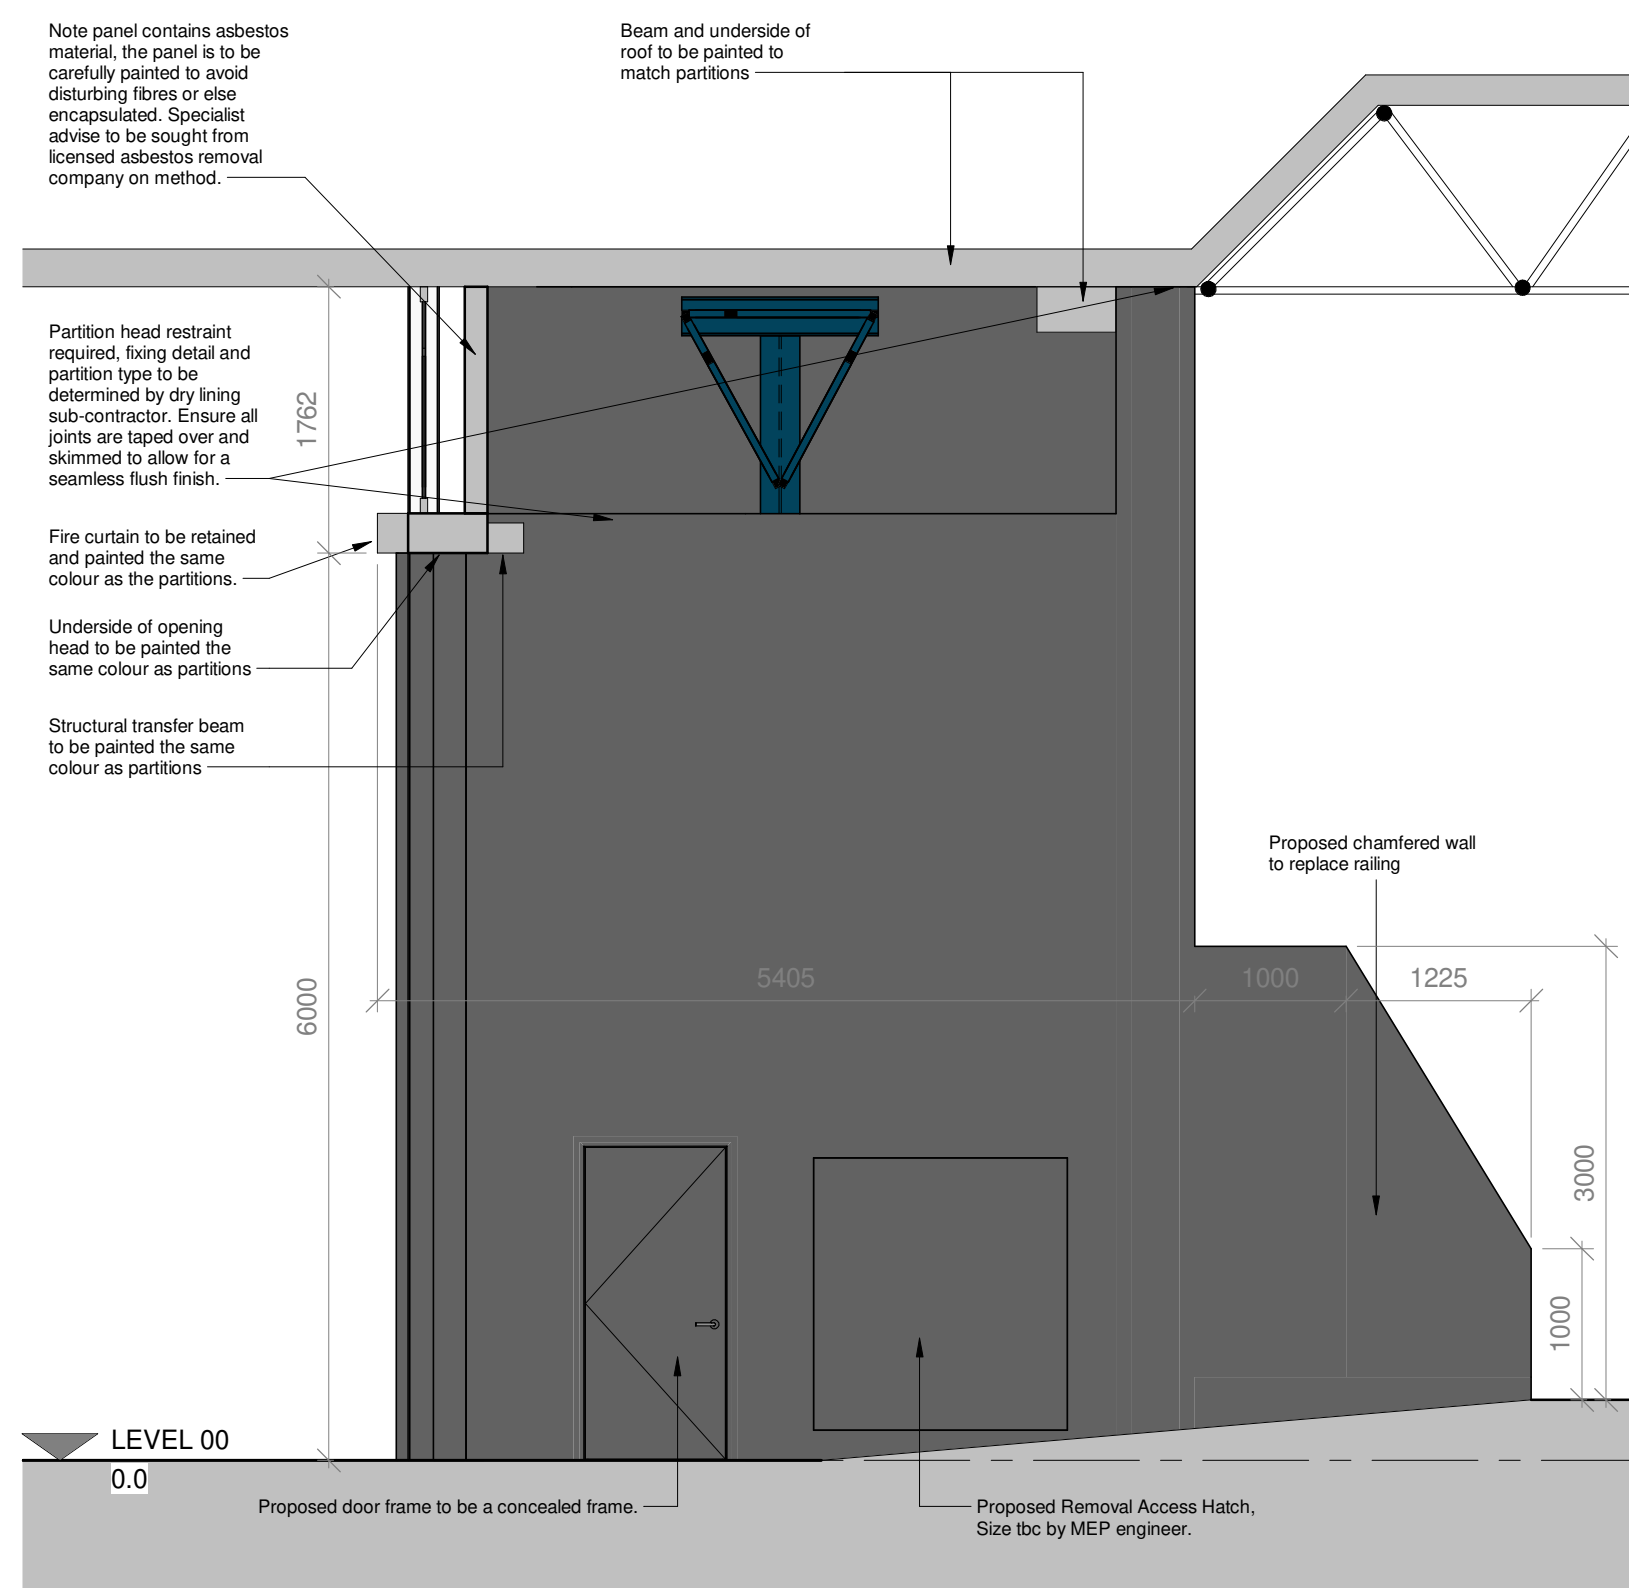 Note panel contains asbestos
material, the panel is to be
carefully painted to avoid
disturbing fibres or else
encapsulated. Specialist
advise to be sought from
licensed asbestos removal
company on method.
Beam and underside of
roof to be painted to
match partitions
Partition head restraint
required, fixing detail and
partition type to be
determined by dry lining
sub-contractor. Ensure all
joints are taped over and
skimmed to allow for a
seamless flush finish.
1762
Fire curtain to be retained
and painted the same
colour as the partitions.
Underside of opening
head to be painted the
same colour as partitions
Structural transfer beam
to be painted the same
colour as partitions
Proposed chamfered wall
to replace railing
6000
5405
1000
1225
3000
1000
LEVEL 00
0.0
Proposed door frame to be a concealed frame.
Proposed Removal Access Hatch,
Size tbc by MEP engineer.